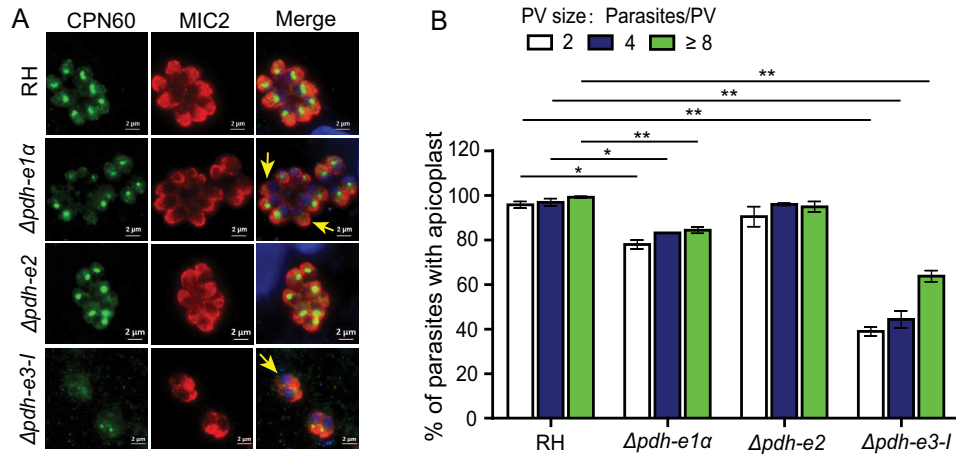 A
CPN60 MIC2 Merge
RH
2 μm 2 μm 2 μm
Δpdh-e1α
2 μm 2 μm 2 μm
Δpdh-e2
2 μm 2 μm 2 μm
Δpdh-e3-I
2 μm 2 μm 2 μm
B
PV size: Parasites/PV
2 4 ≥ 8
**
**
**
**
*
*
% of parasites with apicoplast
120
100
80
60
40
20
0
RH Δpdh-e1α Δpdh-e2 Δpdh-e3-I